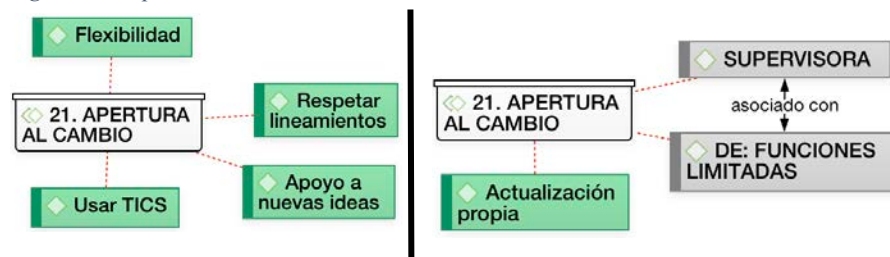 Flexibilidad
21. APERTURA
AL CAMBIO
Respetar
lineamientos
Usar TICS
Apoyo a
nuevas ideas
SUPERVISORA
21. APERTURA
AL CAMBIO
asociado con
DE: FUNCIONES
LIMITADAS
Actualización
propia